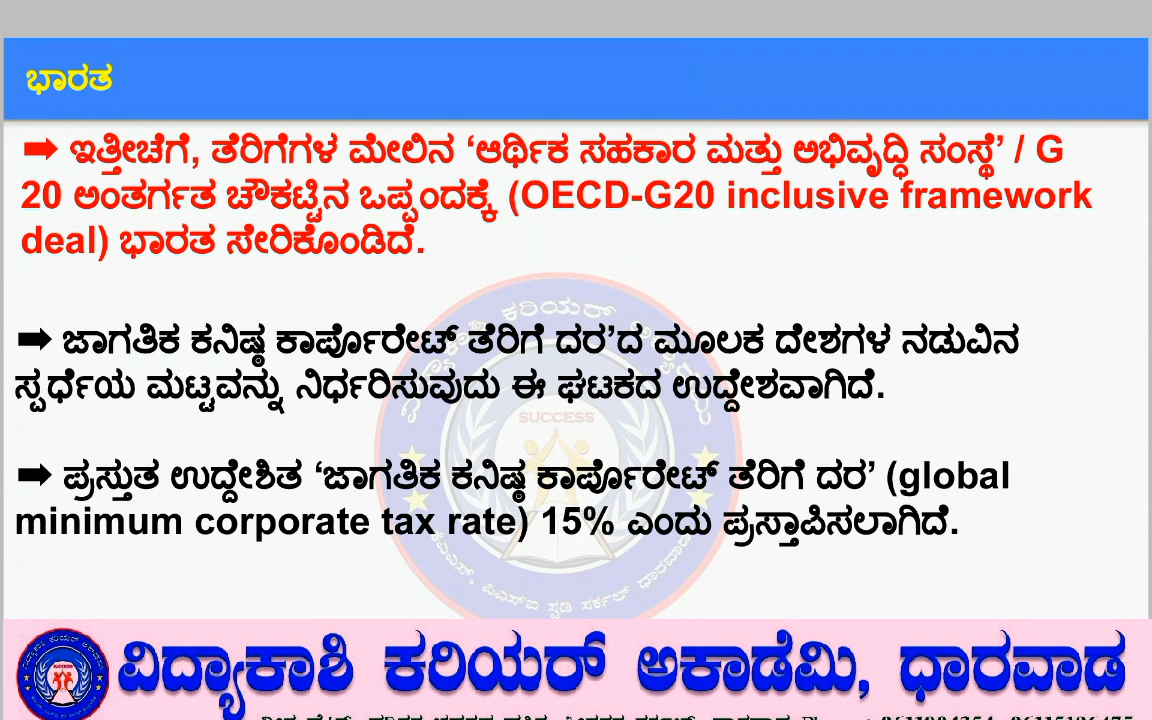 ಭಾರತ
➡ ಇತ್ತೀಚೆಗೆ, ತೆರಿಗೆಗಳ ಮೇಲಿನ ‘ಆರ್ಥಿಕ ಸಹಕಾರ ಮತ್ತು ಅಭಿವೃದ್ಧಿ ಸಂಸ್ಥೆ’ / G
20 ಅಂತರ್ಗತ ಚೌಕಟ್ಟಿನ ಒಪ್ಪಂದಕ್ಕೆ (OECD-G20 inclusive framework
deal) ಭಾರತ ಸೇರಿಕೊಂಡಿದೆ.
➡ ಜಾಗತಿಕ ಕನಿಷ್ಠ ಕಾರ್ಪೊರೇಟ್ ತೆರಿಗೆ ದರ’ದ ಮೂಲಕ ದೇಶಗಳ ನಡುವಿನ
ಸ್ಪರ್ಧೆಯ ಮಟ್ಟವನ್ನು ನಿರ್ಧರಿಸುವುದು ಈ ಘಟಕದ ಉದ್ದೇಶವಾಗಿದೆ.
➡ ಪ್ರಸ್ತುತ ಉದ್ದೇಶಿತ ‘ಜಾಗತಿಕ ಕನಿಷ್ಠ ಕಾರ್ಪೊರೇಟ್ ತೆರಿಗೆ ದರ’ (global
minimum corporate tax rate) 15% ಎಂದು ಪ್ರಸ್ತಾಪಿಸಲಾಗಿದೆ.
SUCCESS
ವಿದ್ಯಾಕಾಶಿ ಕರಿಯರ್ ಅಕಾಡೆಮಿ, ಧಾರವಾಡ